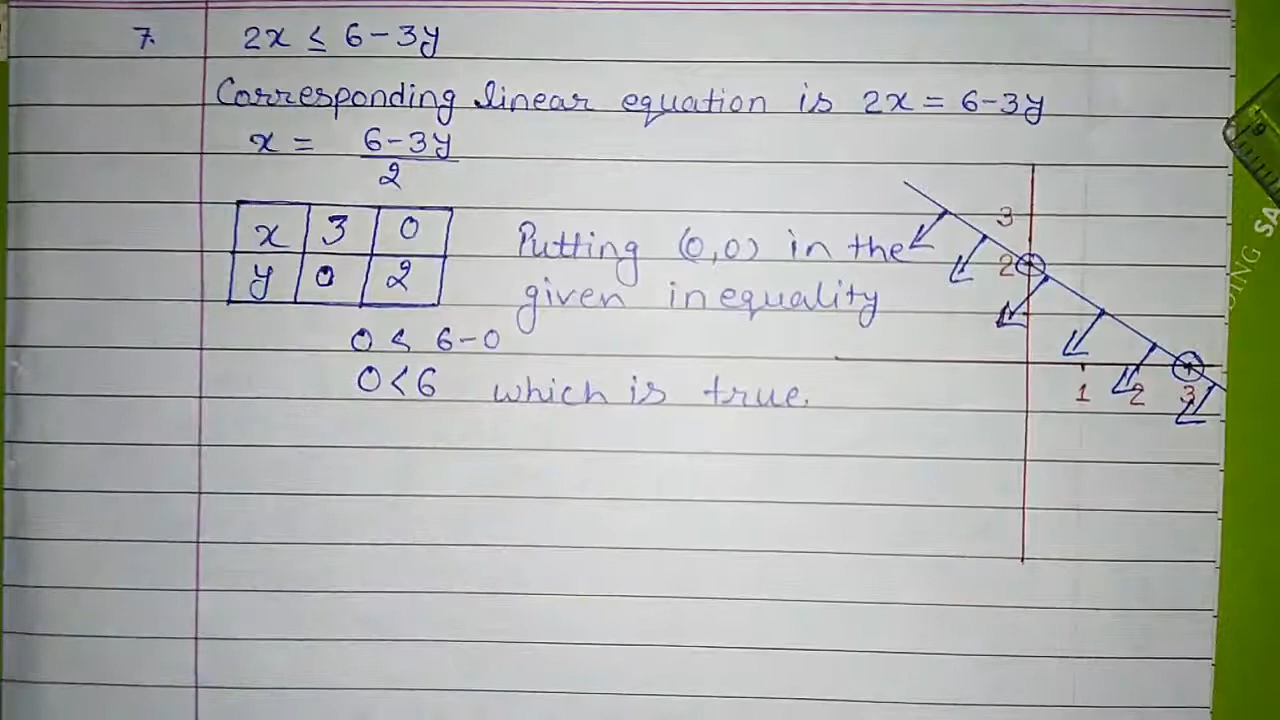 7. 2x ≤ 6-3y
Corresponding linear equation is 2x = 6-3y
x = 6-3y
2
x 3 0
y 0 2
Putting (0,0) in the
given inequality
0 ≤ 6-0
0<6 which is true.
3
2
1 2 3
9
SA